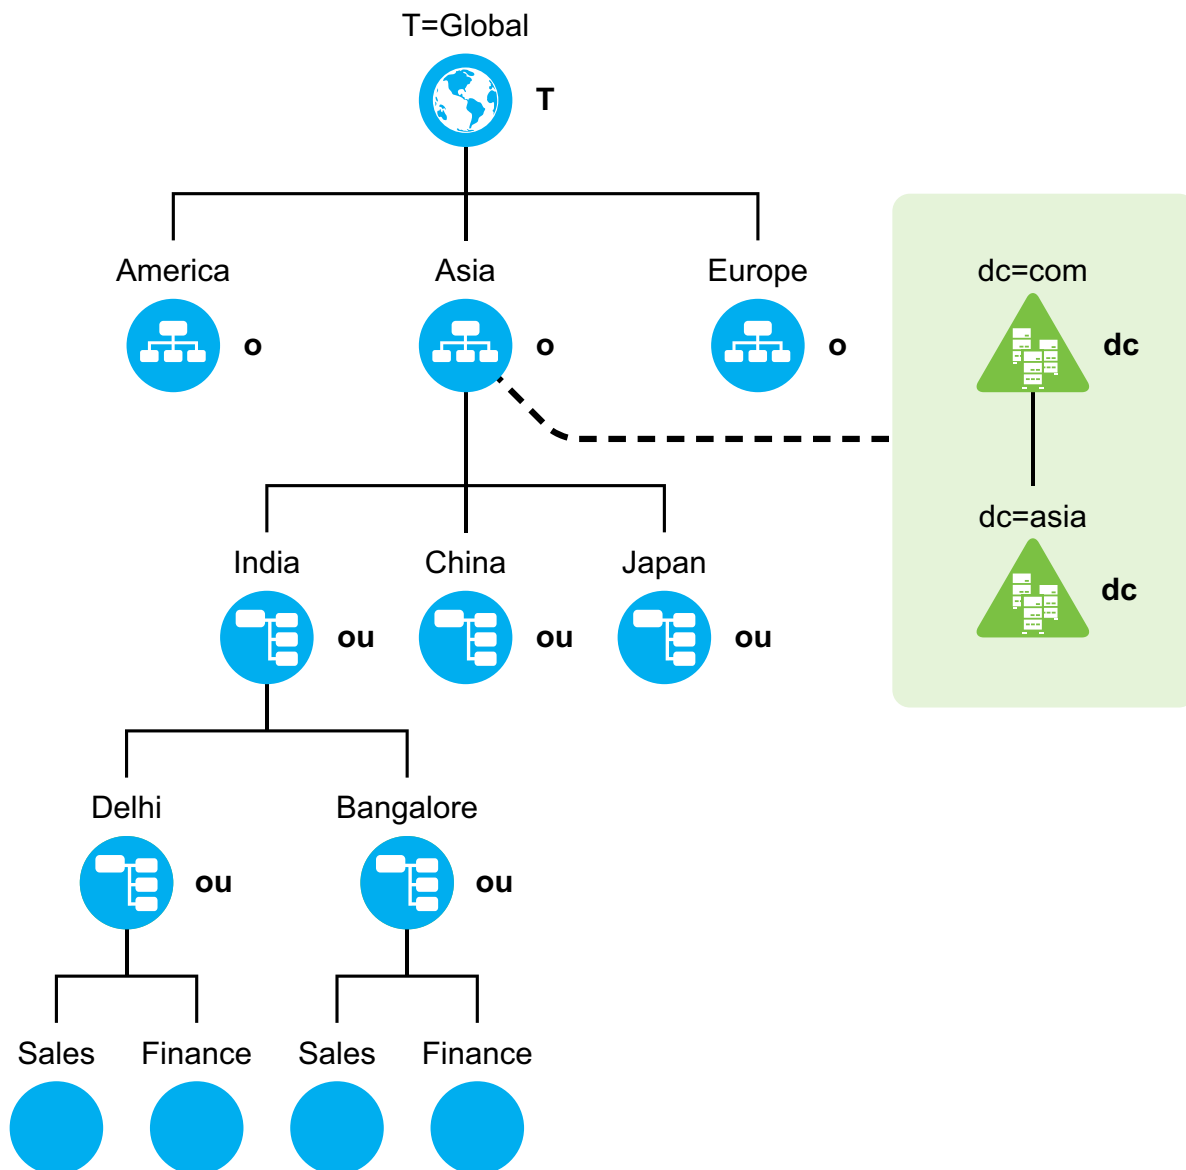 T=Global
T
America
Asia
Europe
dc=com
o
o
o
dc
dc=asia
India
China
Japan
dc
ou
ou
ou
Delhi
Bangalore
ou
ou
Sales
Finance
Sales
Finance